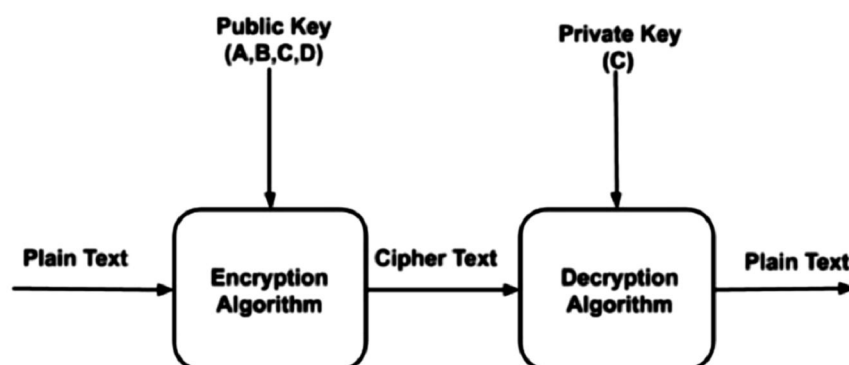 Public Key
(A,B,C,D)
Private Key
(C)
Plain Text
Encryption
Algorithm
Cipher Text
Decryption
Algorithm
Plain Text